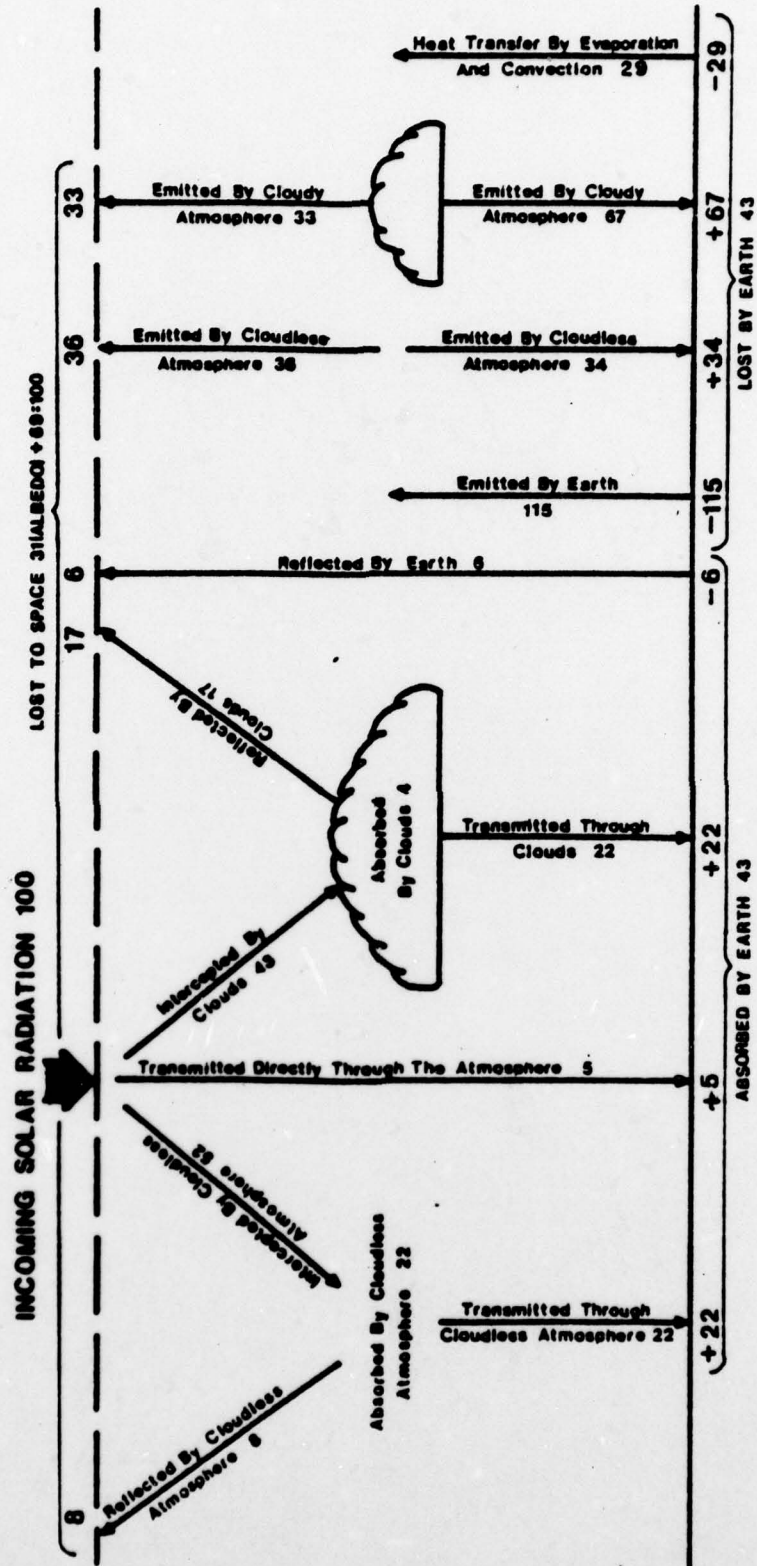 INCOMING SOLAR RADIATION 100
LOST TO SPACE 31(ALBEDO) + 69=100
8
17
6
36
33
Reflected By Cloudless
Atmosphere 8
Intercepted By Cloudless
Atmosphere 52
Absorbed By Cloudless
Atmosphere 22
Transmitted Through
Cloudless Atmosphere 22
Transmitted Directly Through The Atmosphere 5
Intercepted By
Clouds 43
Absorbed
By Clouds 4
Transmitted Through
Clouds 22
Reflected By
Clouds 17
Reflected By Earth 6
Emitted By Earth
115
Emitted By Cloudless
Atmosphere 36
Emitted By Cloudless
Atmosphere 34
Emitted By Cloudy
Atmosphere 33
Emitted By Cloudy
Atmosphere 67
Heat Transfer By Evaporation
And Convection 29
+22
+5
+22
-6
-115
+34
+67
-29
ABSORBED BY EARTH 43
LOST BY EARTH 43